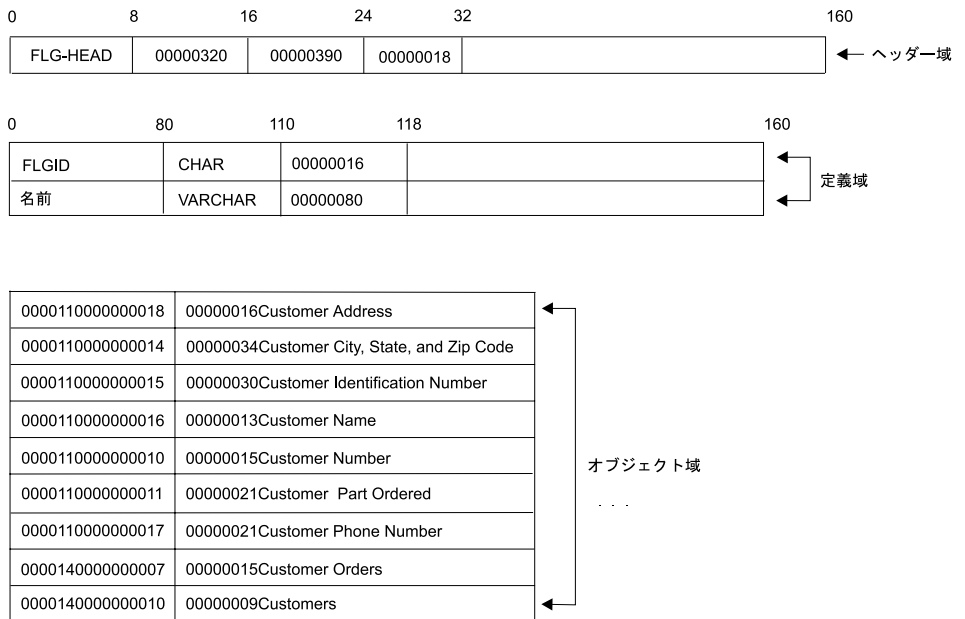 0 8 16 24 32 160
FLG-HEAD 00000320 00000390 00000018 ヘッダー域
0 80 110 118 160
FLGID CHAR 00000016
定義域
名前 VARCHAR 00000080
0000110000000018 00000016Customer Address
0000110000000014 00000034Customer City, State, and Zip Code
0000110000000015 00000030Customer Identification Number
0000110000000016 00000013Customer Name
0000110000000010 00000015Customer Number
オブジェクト域
0000110000000011 00000021Customer Part Ordered
. . .
0000110000000017 00000021Customer Phone Number
0000140000000007 00000015Customer Orders
0000140000000010 00000009Customers